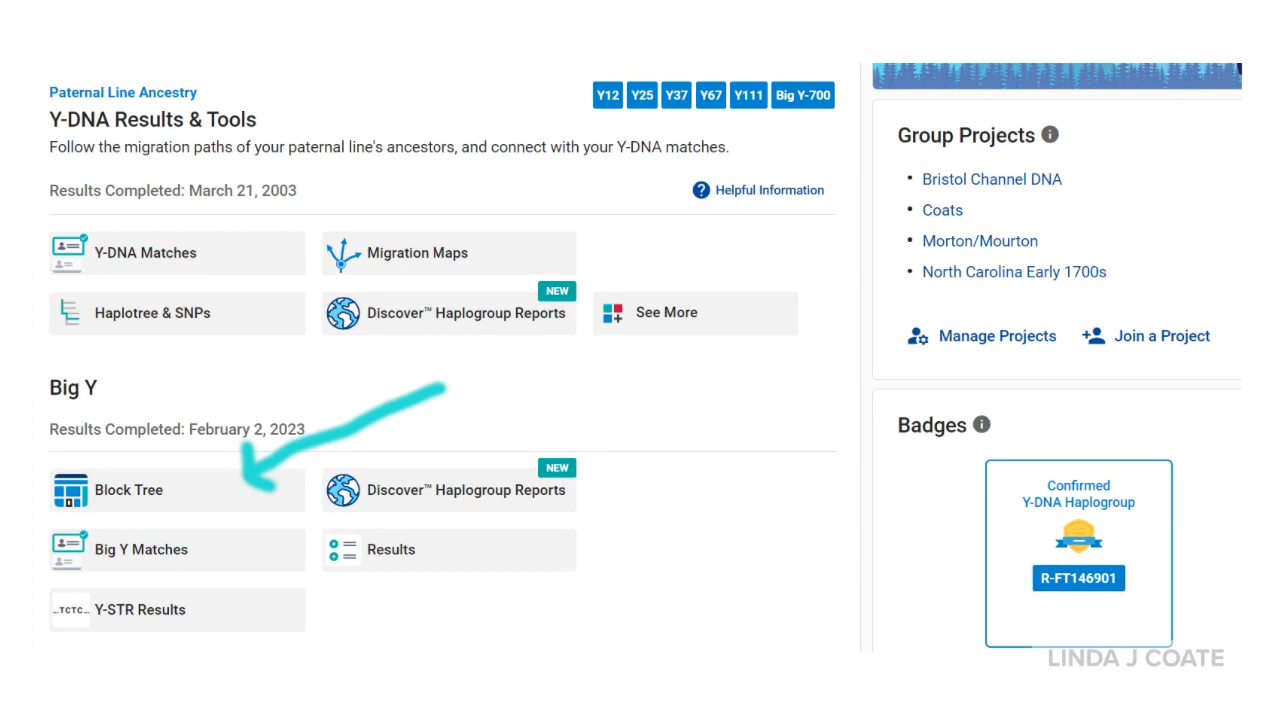 Paternal Line Ancestry
Y-DNA Results & Tools
Y12 Y25 Y37 Y67 Y111 Big Y-700
Follow the migration paths of your paternal line's ancestors, and connect with your Y-DNA matches.
Results Completed: March 21, 2003
Helpful Information
Y-DNA Matches
Migration Maps
Haplotree & SNPs
NEW
Discover™ Haplogroup Reports
See More
Big Y
Results Completed: February 2, 2023
Block Tree
NEW
Discover™ Haplogroup Reports
Big Y Matches
Results
...TCTC... Y-STR Results
Group Projects
• Bristol Channel DNA
• Coats
• Morton/Mourton
• North Carolina Early 1700s
Manage Projects
Join a Project
Badges
Confirmed
Y-DNA Haplogroup
R-FT146901
LINDA J COATE